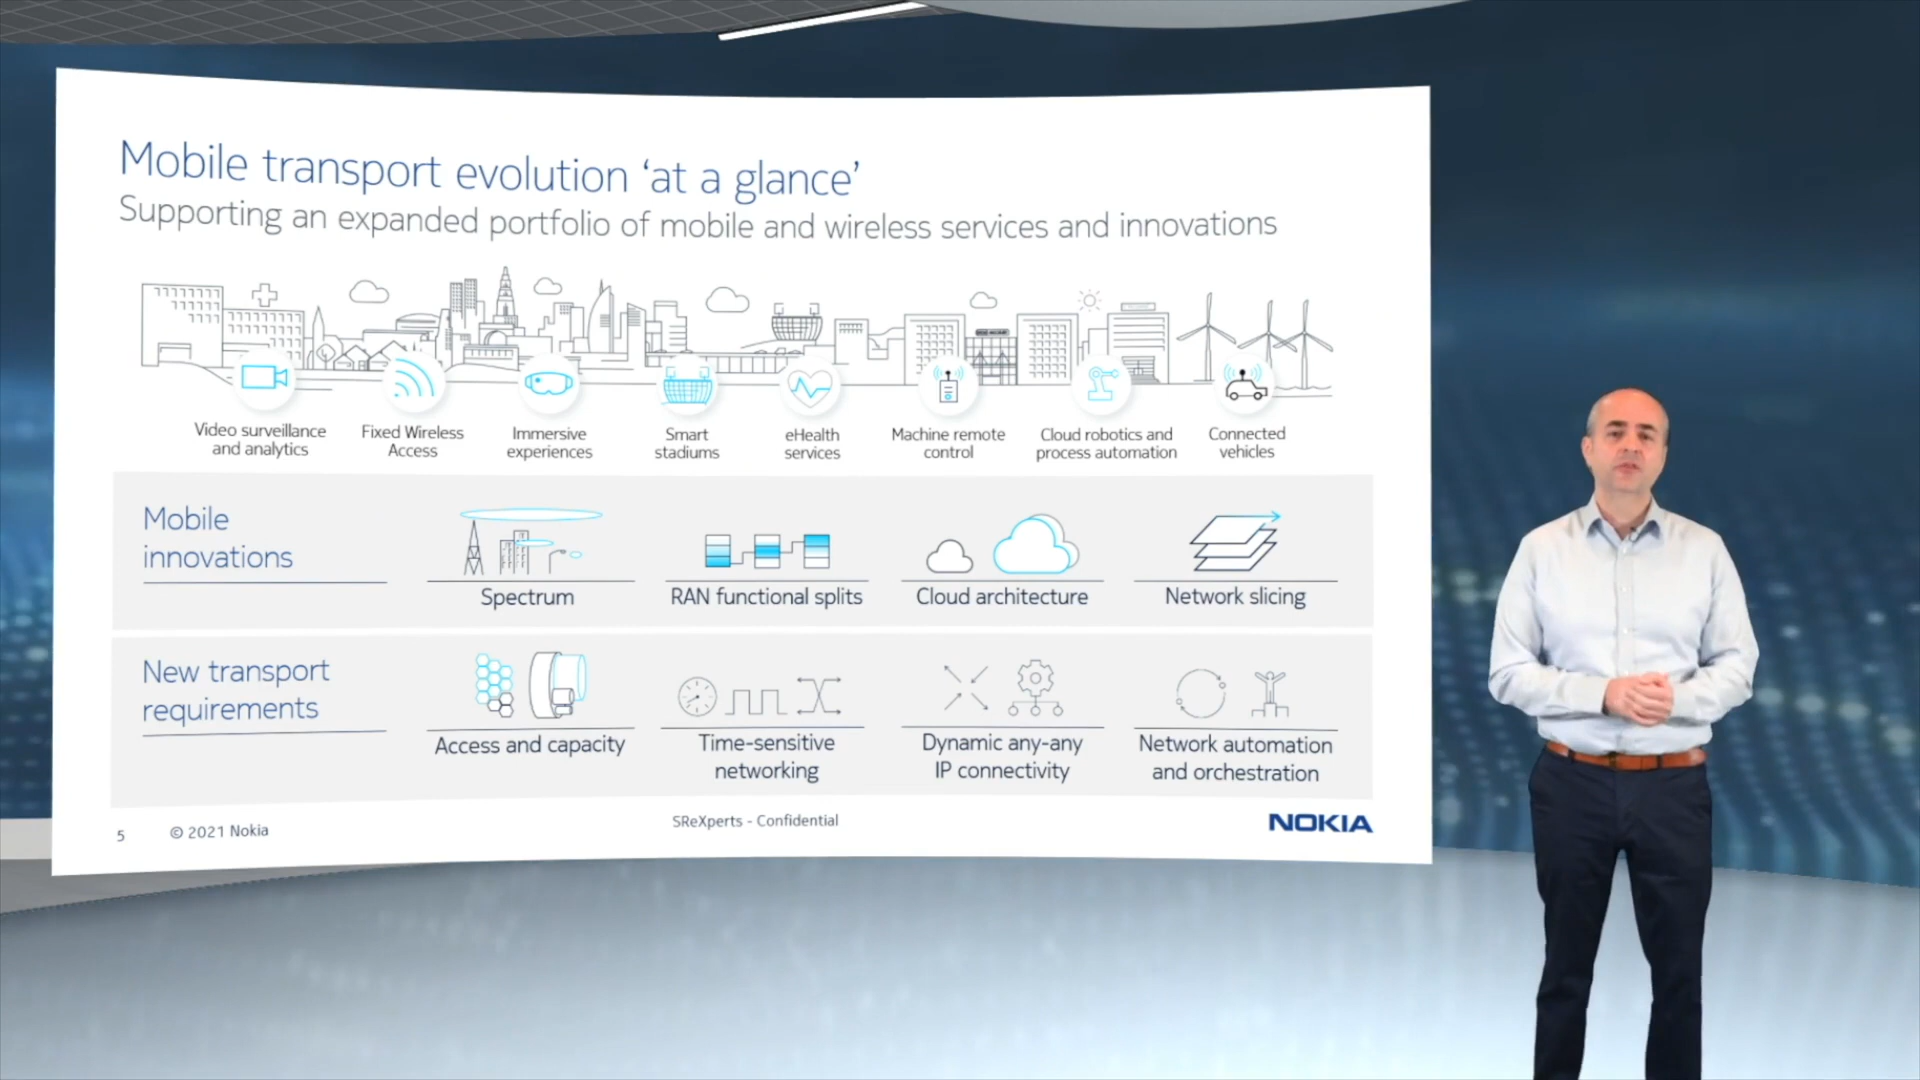 Mobile transport evolution ‘at a glance’
Supporting an expanded portfolio of mobile and wireless services and innovations
Video surveillance
and analytics
Fixed Wireless
Access
Immersive
experiences
Smart
stadiums
eHealth
services
Machine remote
control
Cloud robotics and
process automation
Connected
vehicles
Mobile
innovations
Spectrum
RAN functional splits
Cloud architecture
Network slicing
New transport
requirements
Access and capacity
Time-sensitive
networking
Dynamic any-any
IP connectivity
Network automation
and orchestration
5
© 2021 Nokia
SReXperts - Confidential
NOKIA